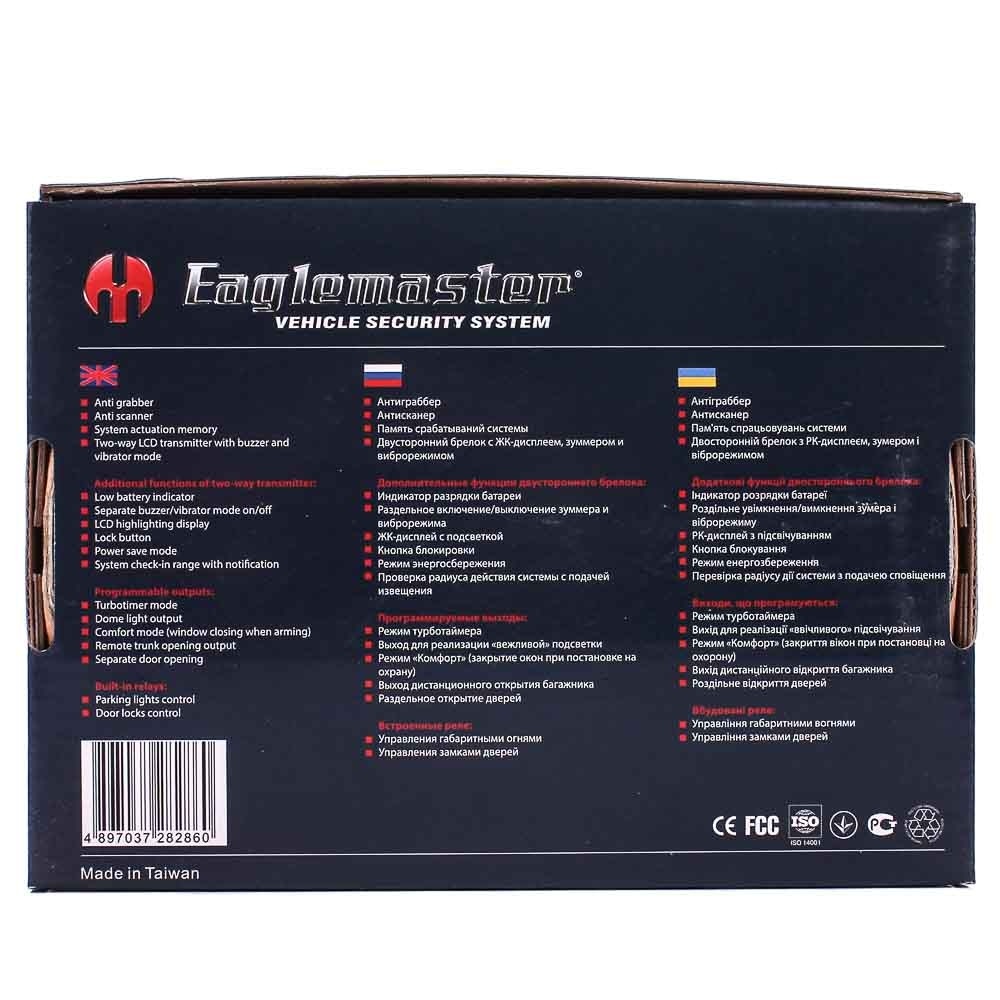 Eaglemaster®
VEHICLE SECURITY SYSTEM
Anti grabber
Anti scanner
System actuation memory
Two-way LCD transmitter with buzzer and
vibrator mode
Additional functions of two-way transmitter:
Low battery indicator
Separate buzzer/vibrator mode on/off
LCD highlighting display
Lock button
Power save mode
System check-in range with notification
Programmable outputs:
Turbotimer mode
Dome light output
Comfort mode (window closing when arming)
Remote trunk opening output
Separate door opening
Built-in relays:
Parking lights control
Door locks control
Антиграббер
Антисканер
Память срабатываний системы
Двусторонний брелок с ЖК-дисплеем, зуммером и
виброрежимом
Дополнительные функции двустороннего брелока:
Индикатор разрядки батареи
Раздельное включение/выключение зуммера и
виброрежима
ЖК-дисплей с подсветкой
Кнопка блокировки
Режим энергосбережения
Проверка радиуса действия системы с подачей
извещения
Программируемые выходы:
Режим турботаймера
Выход для реализации «вежливой» подсветки
Режим «Комфорт» (закрытие окон при постановке на
охрану)
Выход дистанционного открытия багажника
Раздельное открытие дверей
Встроенные реле:
Управления габаритными огнями
Управления замками дверей
Антіграббер
Антисканер
Пам'ять спрацьовувань системи
Двосторонній брелок з РК-дисплеєм, зумером і
віброрежимом
Додаткові функції двостороннього брелока:
Індикатор розрядки батареї
Роздільне увімкнення/вимкнення зумера і
віброрежиму
РК-дисплей з підсвічуванням
Кнопка блокування
Режим енергозбереження
Перевірка радіусу дії системи з подачею сповіщення
Виходи, що програмуються:
Режим турботаймера
Вихід для реалізації «ввічливого» підсвічування
Режим «Комфорт» (закриття вікон при постановці на
охорону)
Вихід дистанційного відкриття багажника
Роздільне відкриття дверей
Вбудовані реле:
Управління габаритними вогнями
Управління замками дверей
4 897037 282860
CE FCC ISO
ISO 14001
Made in Taiwan